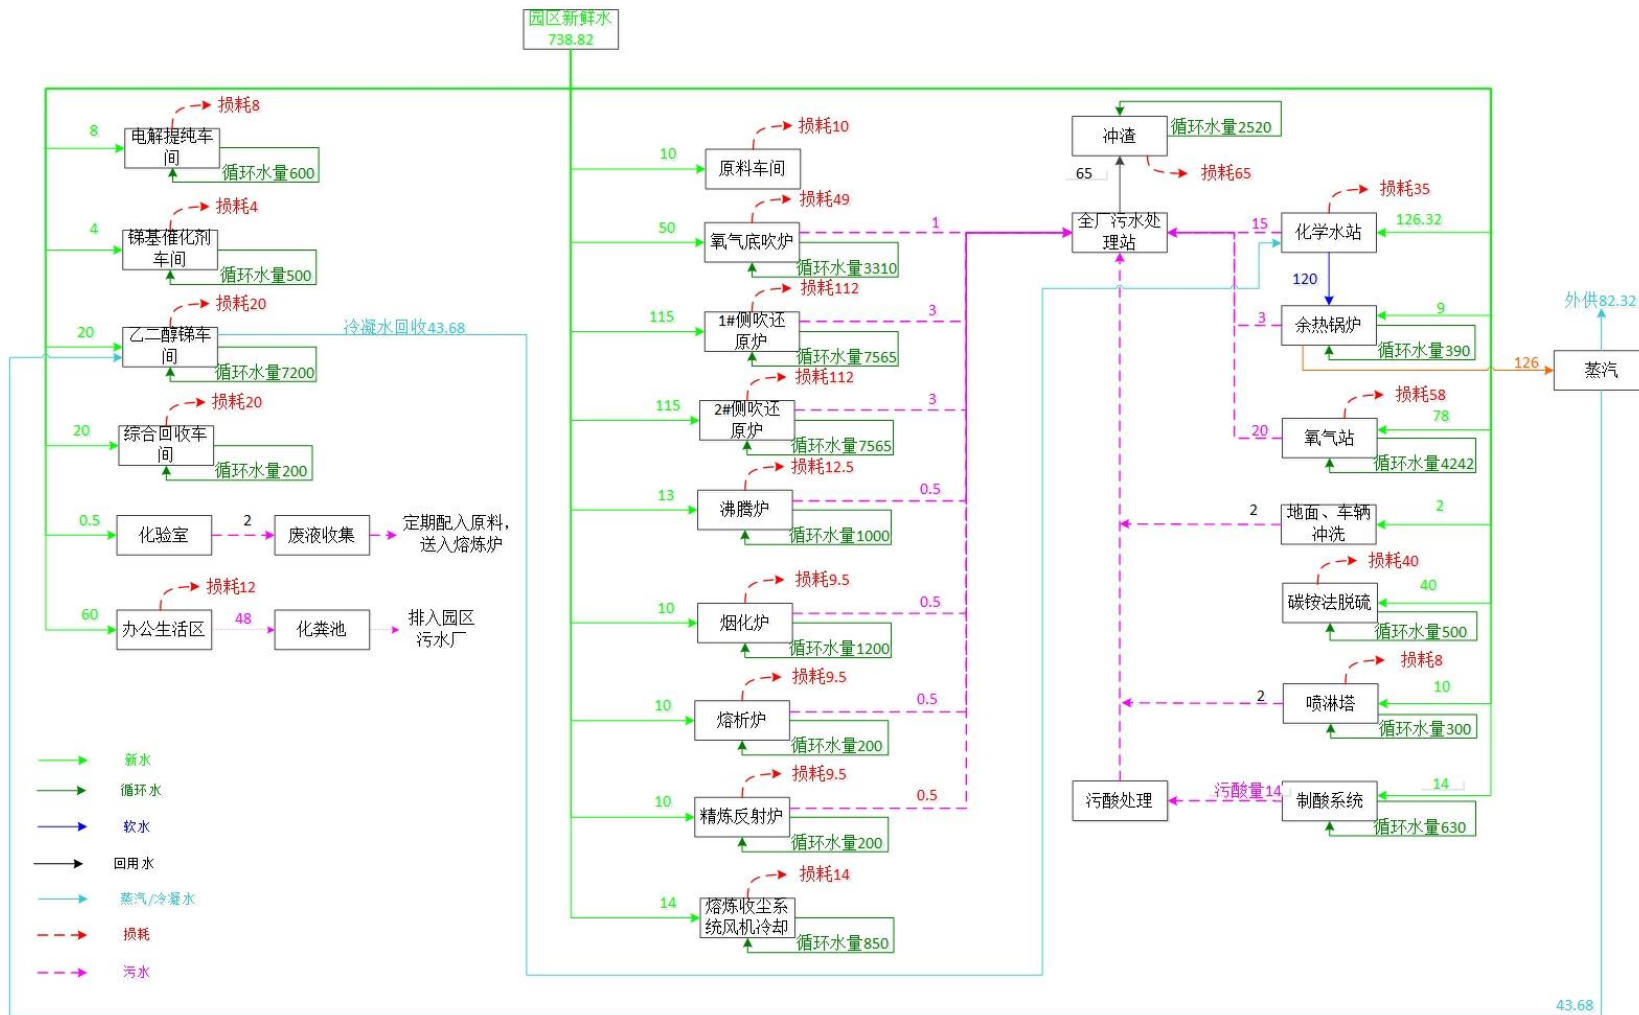 园区新鲜水
738.82
损耗8
8
电解提纯车
间
循环水量600
损耗4
4
锑基催化剂
车间
循环水量500
损耗20
20
乙二醇锑车
间
冷凝水回收43.68
循环水量7200
损耗20
20
综合回收车
间
循环水量200
0.5
化验室
2
废液收集
定期配入原料，
送入熔炼炉
损耗12
60
办公生活区
48
化粪池
排入园区
污水厂
新水
循环水
软水
回用水
蒸汽/冷凝水
损耗
污水
损耗10
10
原料车间
损耗49
50
氧气底吹炉
1
循环水量3310
损耗112
115
1#侧吹还
原炉
3
循环水量7565
损耗112
115
2#侧吹还
原炉
3
循环水量7565
损耗12.5
13
沸腾炉
0.5
循环水量1000
损耗9.5
10
烟化炉
0.5
循环水量1200
损耗9.5
10
熔析炉
0.5
循环水量200
损耗9.5
10
精炼反射炉
0.5
循环水量200
损耗14
14
熔炼收尘系
统风机冷却
循环水量850
冲渣
循环水量2520
65
损耗65
全厂污水处
理站
损耗35
15
化学水站
126.32
120
余热锅炉
3
9
循环水量390
126
外供82.32
蒸汽
43.68
损耗58
78
20
氧气站
循环水量4242
2
地面、车辆
冲洗
2
损耗40
40
碳铵法脱硫
循环水量500
损耗8
2
喷淋塔
10
循环水量300
污酸处理
污酸量14
制酸系统
14
循环水量630